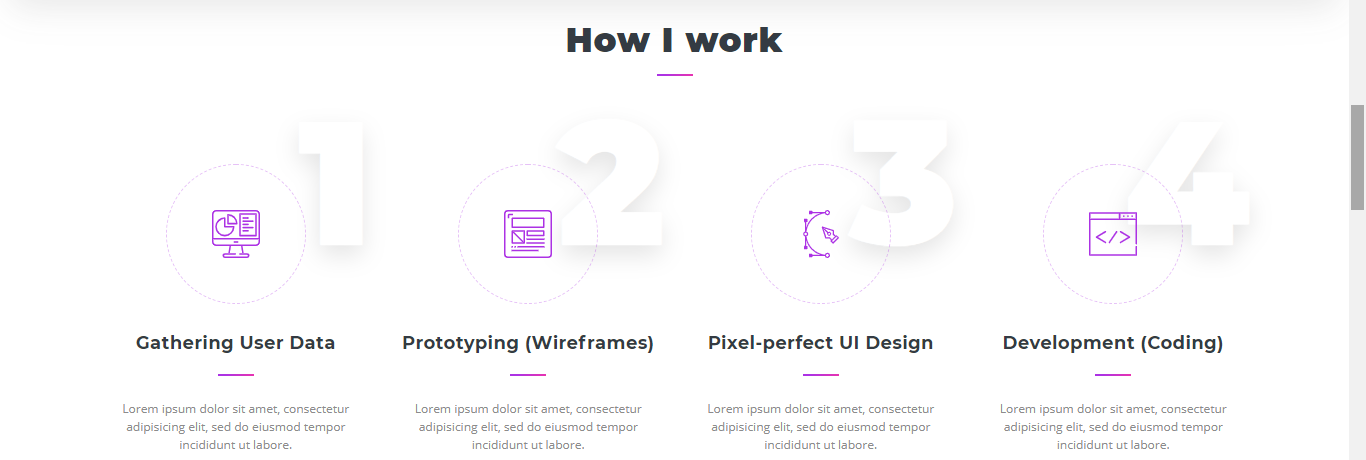 How I work
1
2
3
4
</>
Gathering User Data
Prototyping (Wireframes)
Pixel-perfect UI Design
Development (Coding)
Lorem ipsum dolor sit amet, consectetur
adipisicing elit, sed do eiusmod tempor
incididunt ut labore.
Lorem ipsum dolor sit amet, consectetur
adipisicing elit, sed do eiusmod tempor
incididunt ut labore.
Lorem ipsum dolor sit amet, consectetur
adipisicing elit, sed do eiusmod tempor
incididunt ut labore.
Lorem ipsum dolor sit amet, consectetur
adipisicing elit, sed do eiusmod tempor
incididunt ut labore.